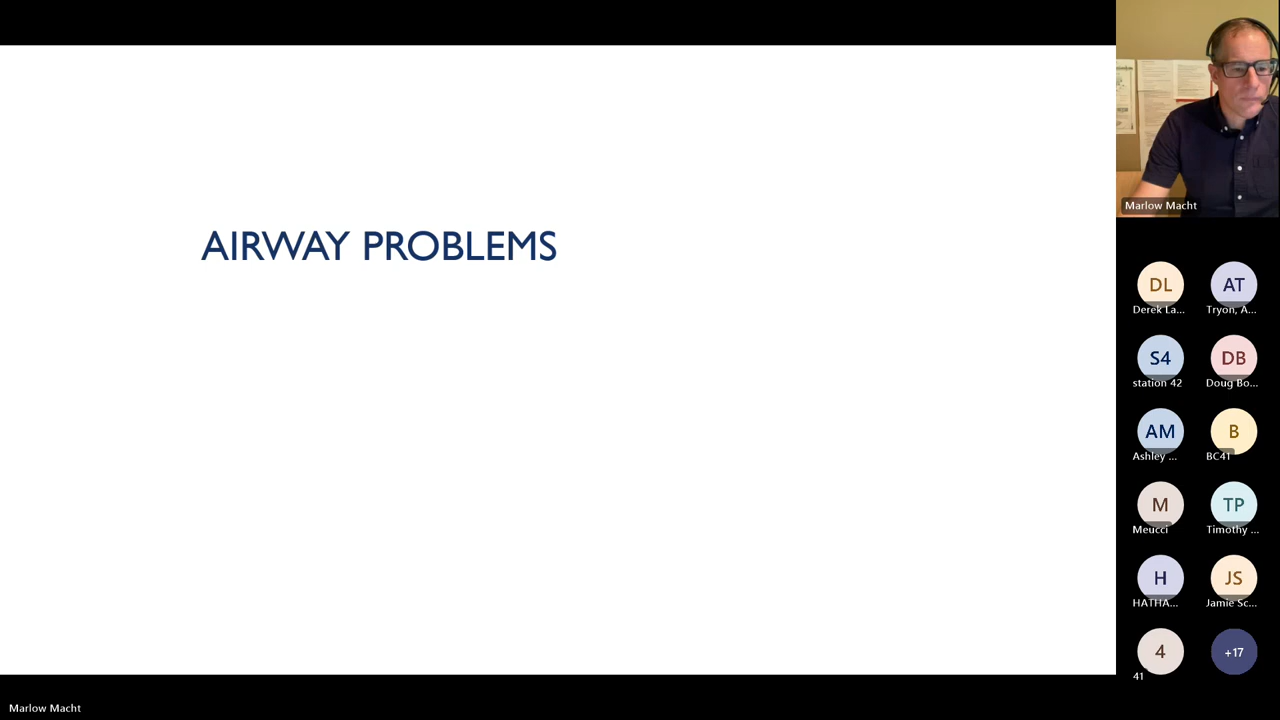 AIRWAY PROBLEMS
Marlow Macht
DL
Derek La...
AT
Tryon, A...
S4
station 42
DB
Doug Bo...
AM
Ashley ...
B
BC41
M
Meucci
TP
Timothy ...
H
HATHA...
JS
Jamie Sc...
4
41
+17
Marlow Macht